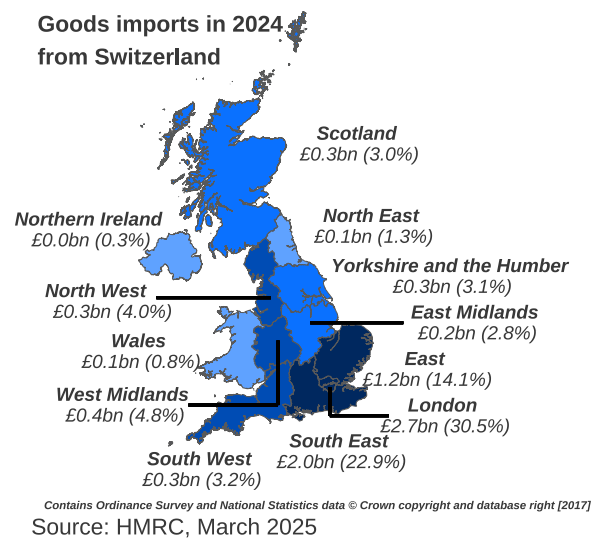 Goods imports in 2024
from Switzerland
Scotland
£0.3bn (3.0%)
Northern Ireland
£0.0bn (0.3%)
North East
£0.1bn (1.3%)
Yorkshire and the Humber
£0.3bn (3.1%)
North West
£0.3bn (4.0%)
East Midlands
£0.2bn (2.8%)
Wales
£0.1bn (0.8%)
East
£1.2bn (14.1%)
West Midlands
£0.4bn (4.8%)
London
£2.7bn (30.5%)
South East
£2.0bn (22.9%)
South West
£0.3bn (3.2%)
Contains Ordinance Survey and National Statistics data © Crown copyright and database right [2017]
Source: HMRC, March 2025